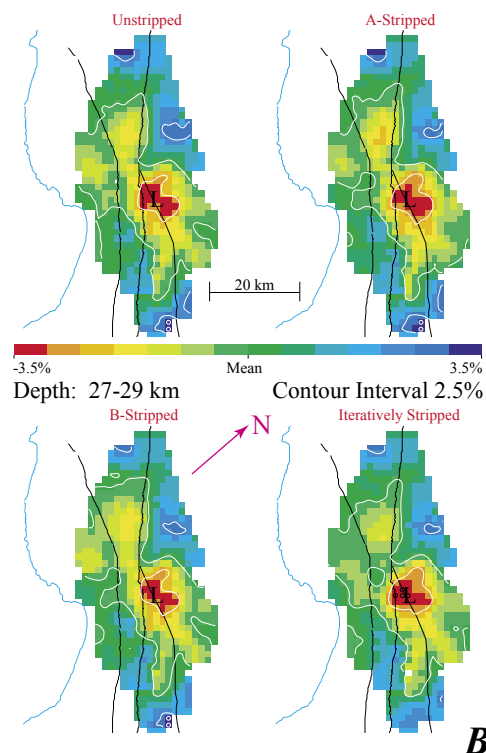 Unstripped A-Stripped
L L
20 km
-3.5% Mean 3.5%
Depth: 27-29 km Contour Interval 2.5%
B-Stripped Iteratively Stripped
N
L L
B